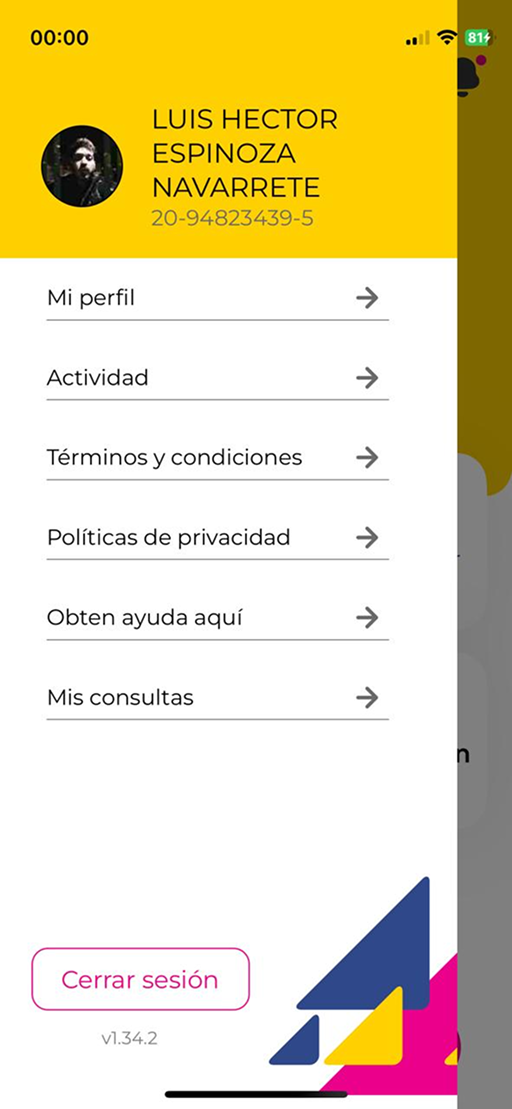 00:00
81
LUIS HECTOR
ESPINOZA
NAVARRETE
20-94823439-5
Mi perfil
Actividad
Términos y condiciones
Políticas de privacidad
Obten ayuda aquí
Mis consultas
n
Cerrar sesión
v1.34.2